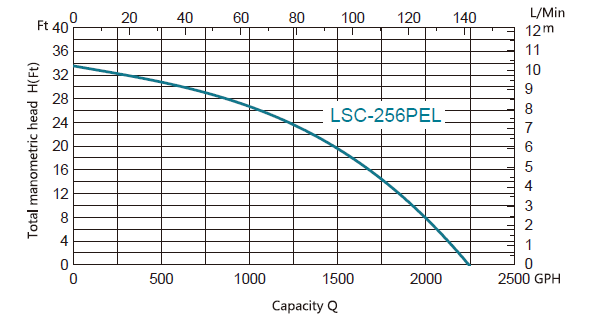 0 20 40 60 80 100 120 140 L/Min
Ft 40 12 m
36 11
32 10
28 9
24 8
20 7
16 6
12 5
8 4
4 3
0 2
1
0
Total manometric head H(Ft)
LSC-256PEL
0 500 1000 1500 2000 2500 GPH
Capacity Q